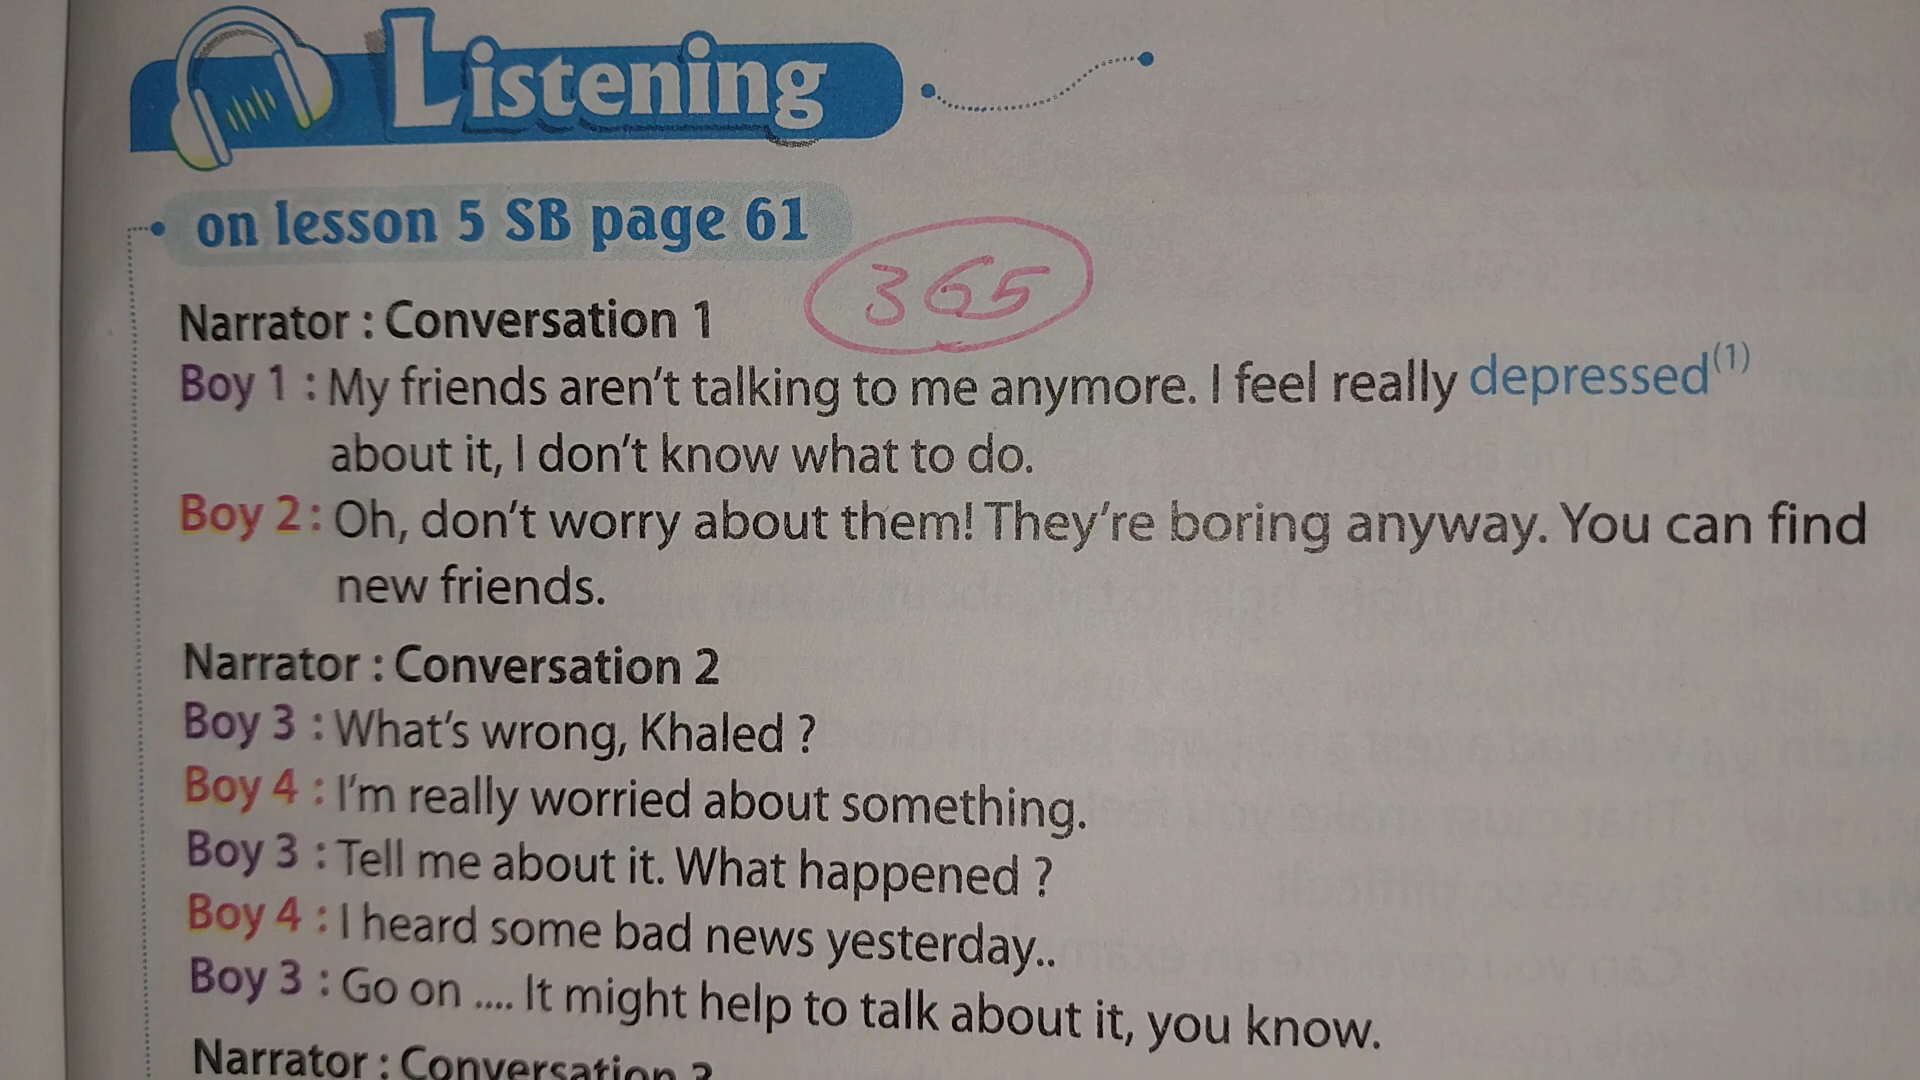 Listening
on lesson 5 SB page 61
365
Narrator : Conversation 1
Boy 1 : My friends aren't talking to me anymore. I feel really depressed(1)
about it, I don't know what to do.
Boy 2 : Oh, don't worry about them! They're boring anyway. You can find
new friends.
Narrator : Conversation 2
Boy 3 : What's wrong, Khaled ?
Boy 4 : I'm really worried about something.
Boy 3 : Tell me about it. What happened ?
Boy 4 : I heard some bad news yesterday..
Boy 3 : Go on .... It might help to talk about it, you know.
Narrator : Conversation 3